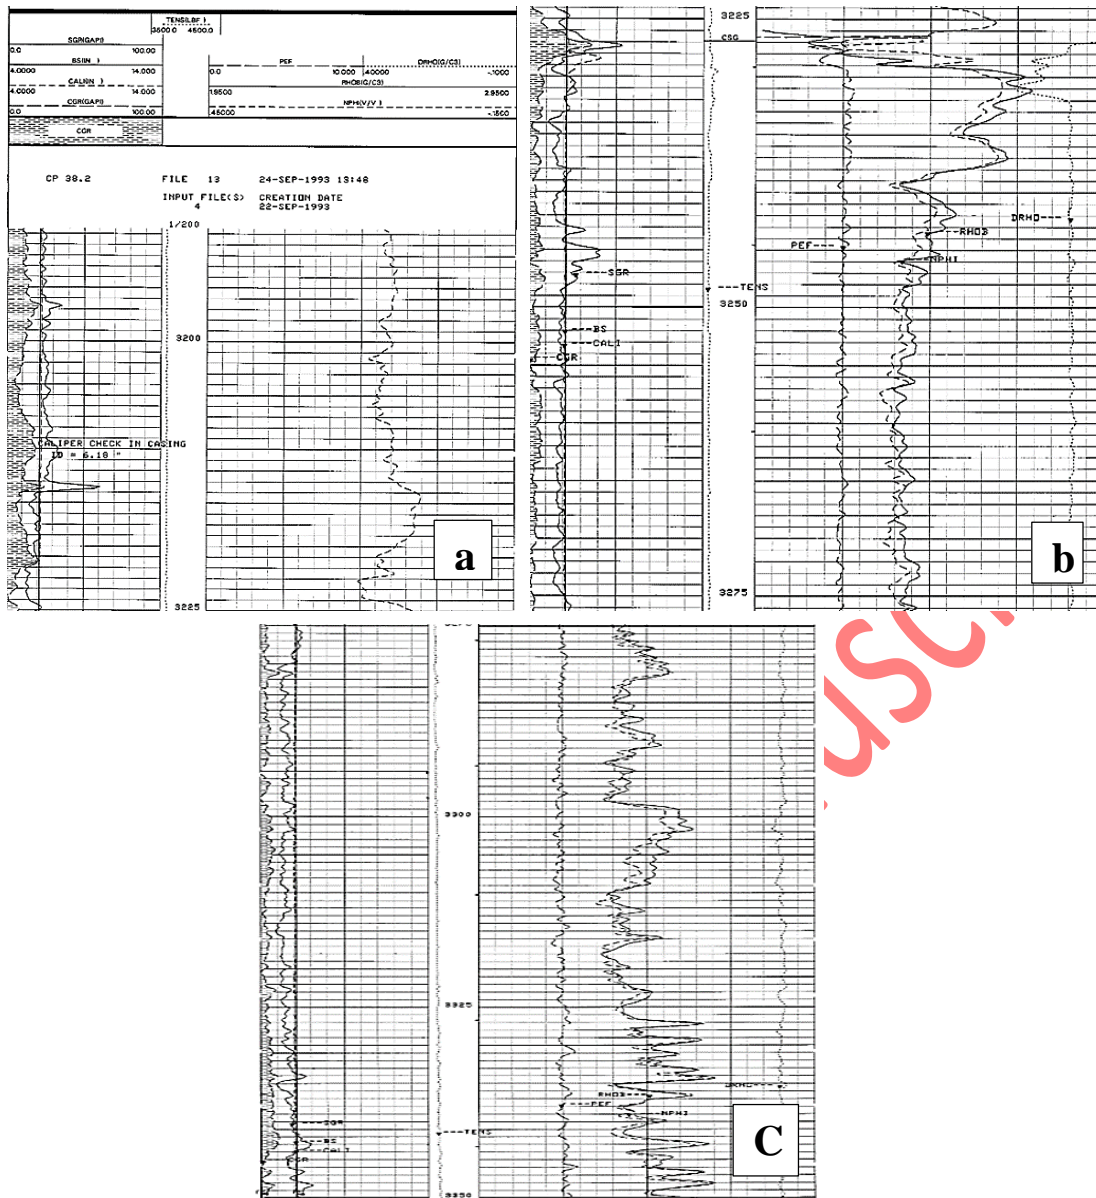 TENS(LBF )
3500.0 4500.0
SGR(GAPI)
0.0 100.00
BS(IN )
4.0000 14.000
CALI(IN )
4.0000 14.000
CGR(GAPI)
0.0 100.00
CGR
PEF
0.0 10.000
DRHO(G/C3)
.40000 -.1000
RHOB(G/C3)
1.9500 2.9500
NPHI(V/V )
.45000 -.1500
CP 38.2 FILE 13 24-SEP-1993 13:48
INPUT FILE(S) CREATION DATE
4 22-SEP-1993
1/200
3200
CALIPER CHECK IN CASING
ID = 6.18 "
3225
a
3225
CSG
DRHO
RHOB
PEF
NPHI
SGR
TENS
3250
BS
CALI
CGR
3275
b
3300
3325
DRHO
RHOB
PEF
NPHI
SGR
TENS
BS
CALI
3350
C